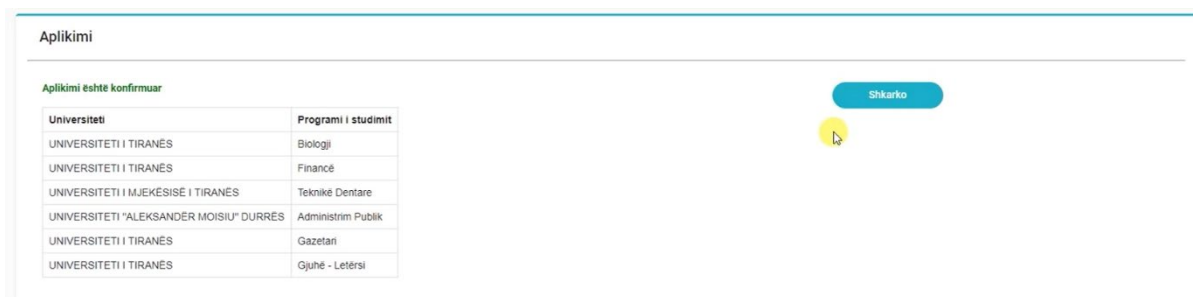 Aplikimi
Aplikimi është konfirmuar
Shkarko
Universiteti Programi i studimit
UNIVERSITETI I TIRANËS Biologji
UNIVERSITETI I TIRANËS Financë
UNIVERSITETI I MJEKËSISË I TIRANËS Teknikë Dentare
UNIVERSITETI "ALEKSANDËR MOISIU" DURRËS Administrim Publik
UNIVERSITETI I TIRANËS Gazetari
UNIVERSITETI I TIRANËS Gjuhë - Letërsi